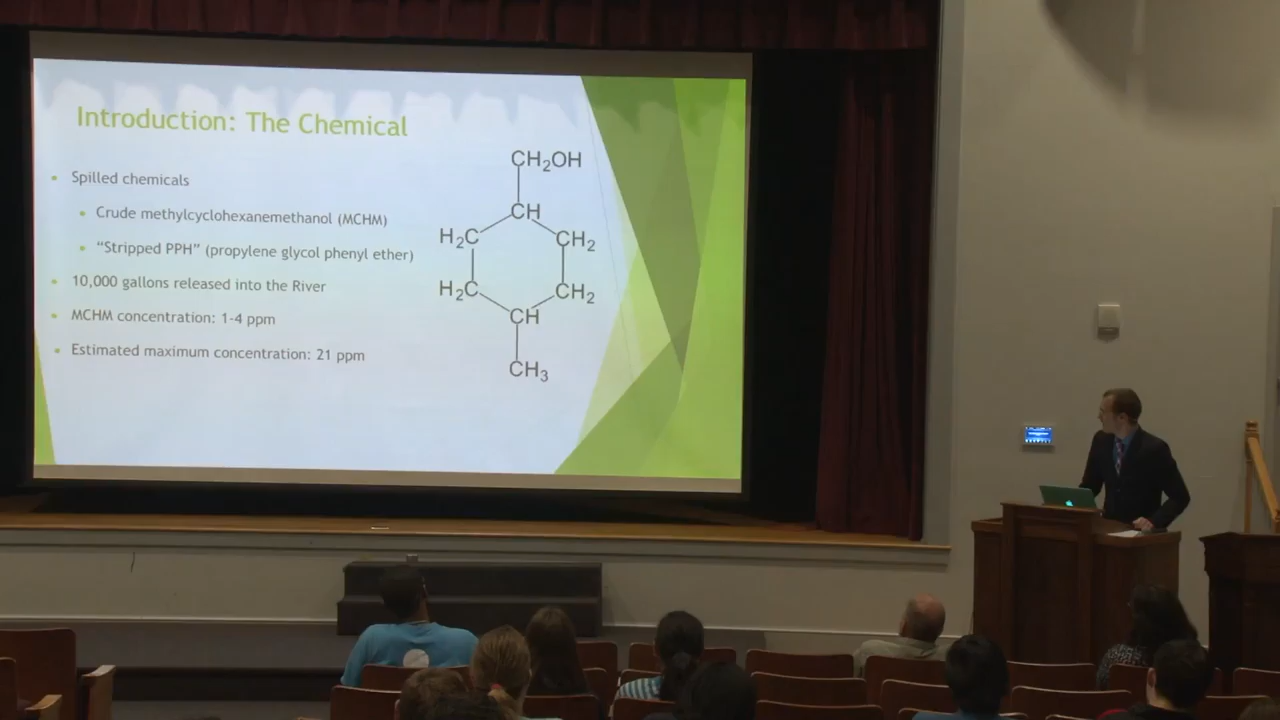 Introduction: The Chemical
Spilled chemicals
Crude methylcyclohexanemethanol (MCHM)
“Stripped PPH” (propylene glycol phenyl ether)
10,000 gallons released into the River
MCHM concentration: 1-4 ppm
Estimated maximum concentration: 21 ppm
CH2OH
CH
H2C
CH2
H2C
CH2
CH
CH3